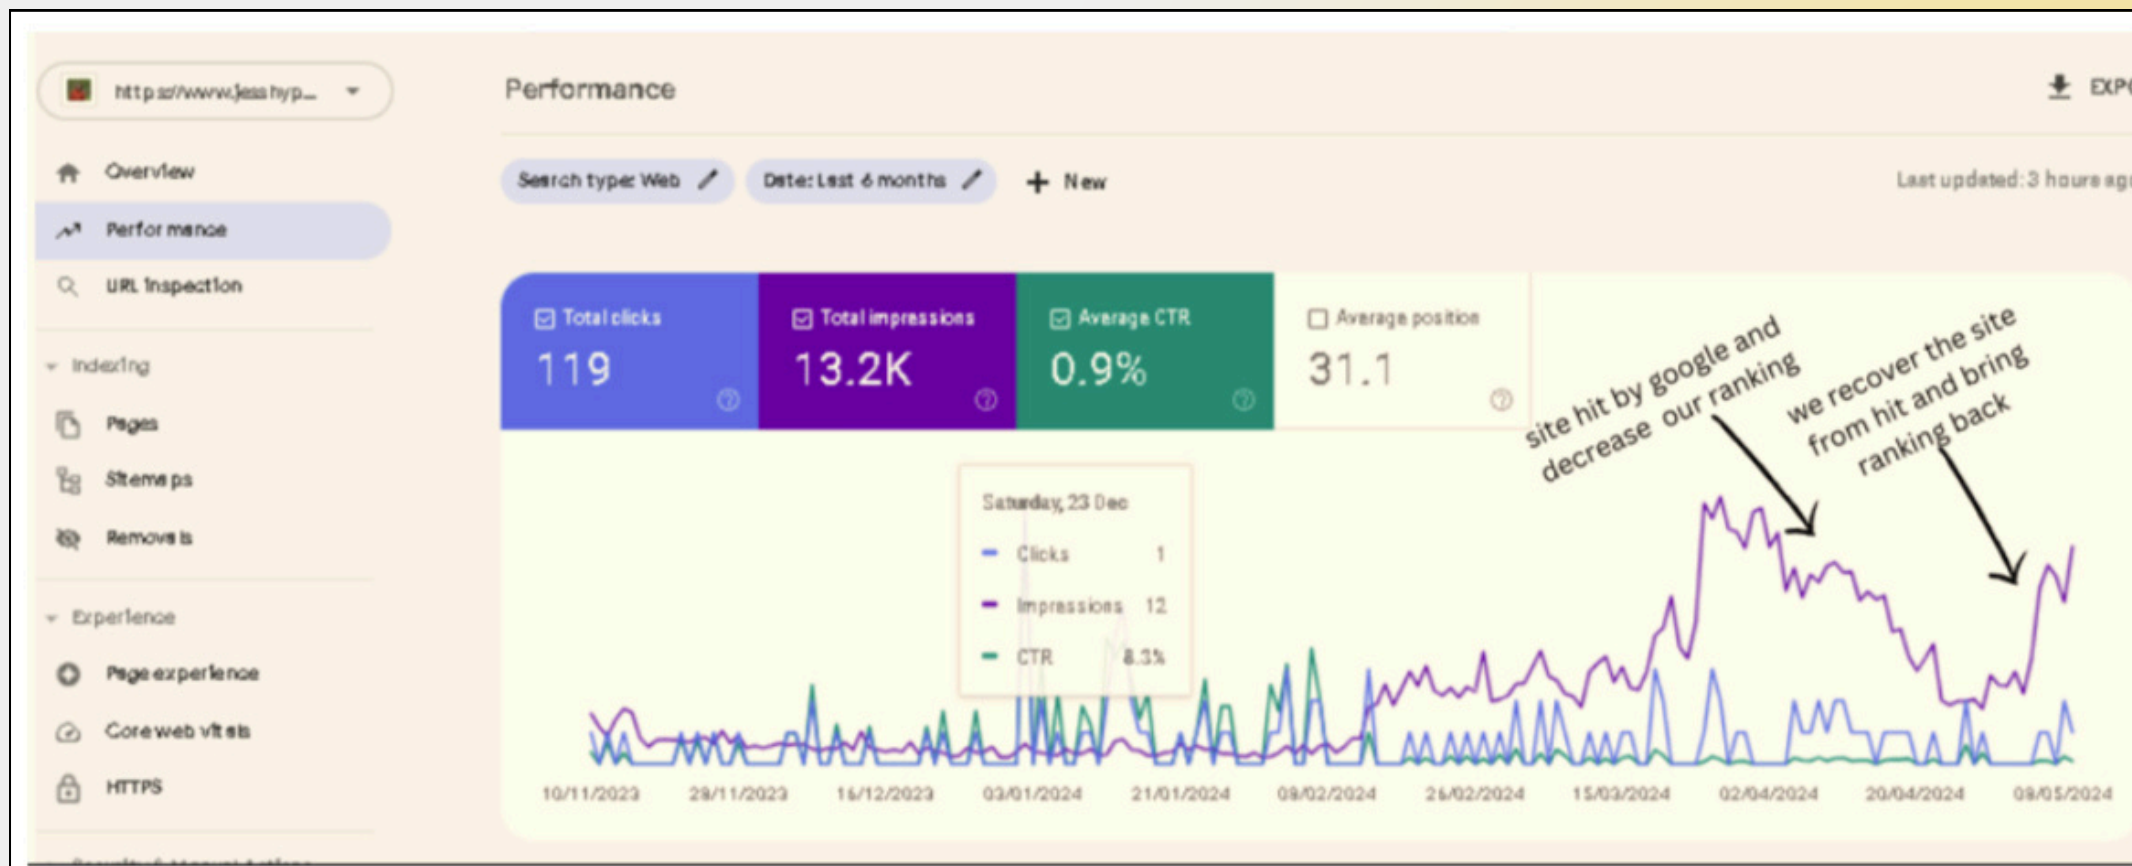 https://www.jesshyp...
Overview
Performance
URL inspection
Indexing
Pages
Sitemaps
Removals
Experience
Page experience
Core web vitals
HTTPS
Performance
EXPO
Search type: Web
Date: Last 6 months
New
Last updated: 3 hours ago
Total clicks
119
Total impressions
13.2K
Average CTR
0.9%
Average position
31.1
site hit by google and
decrease our ranking
we recover the site
from hit and bring
ranking back
Saturday, 23 Dec
Clicks 1
Impressions 12
CTR 8.3%
10/11/2023 28/11/2023 16/12/2023 03/01/2024 21/01/2024 08/02/2024 26/02/2024 15/03/2024 02/04/2024 20/04/2024 08/05/2024